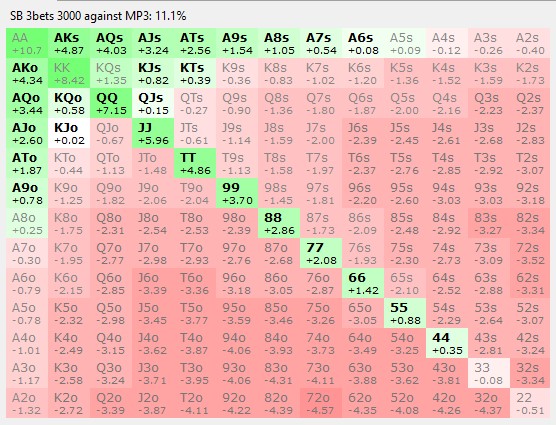 SB 3bets 3000 against MP3: 11.1%
AA AKs AQs AJs ATs A9s A8s A7s A6s A5s A4s A3s A2s
+10.7 +4.87 +4.03 +3.24 +2.56 +1.54 +1.05 +0.54 +0.08 +0.09 -0.12 -0.26 -0.40
AKo KK KQs KJs KTs K9s K8s K7s K6s K5s K4s K3s K2s
+4.34 +8.42 +1.35 +0.82 +0.39 -0.36 -0.83 -1.02 -1.20 -1.36 -1.52 -1.59 -1.73
AQo KQo QQ QJs QTs Q9s Q8s Q7s Q6s Q5s Q4s Q3s Q2s
+3.44 +0.58 +7.15 +0.15 -0.27 -0.90 -1.36 -1.80 -1.87 -2.00 -2.16 -2.23 -2.37
AJo KJo QJo JJ JTs J9s J8s J7s J6s J5s J4s J3s J2s
+2.60 +0.02 -0.67 +5.96 -0.61 -1.14 -1.59 -2.00 -2.39 -2.45 -2.61 -2.68 -2.83
ATo KTo QTo JTo TT T9s T8s T7s T6s T5s T4s T3s T2s
+1.87 -0.44 -1.13 -1.48 +4.86 -1.13 -1.58 -1.97 -2.37 -2.76 -2.85 -2.92 -3.07
A9o K9o Q9o J9o T9o 99 98s 97s 96s 95s 94s 93s 92s
+0.78 -1.25 -1.82 -2.06 -2.04 +3.70 -1.45 -1.81 -2.20 -2.60 -3.03 -3.03 -3.18
A8o K8o Q8o J8o T8o 98o 88 87s 86s 85s 84s 83s 82s
+0.25 -1.75 -2.31 -2.54 -2.53 -2.39 +2.86 -1.73 -2.09 -2.48 -2.92 -3.27 -3.34
A7o K7o Q7o J7o T7o 97o 87o 77 76s 75s 74s 73s 72s
-0.30 -1.95 -2.77 -2.98 -2.93 -2.76 -2.68 +2.08 -1.93 -2.30 -2.73 -3.09 -3.52
A6o K6o Q6o J6o T6o 96o 86o 76o 66 65s 64s 63s 62s
-0.79 -2.15 -2.85 -3.39 -3.36 -3.18 -3.05 -2.87 +1.42 -2.10 -2.52 -2.88 -3.31
A5o K5o Q5o J5o T5o 95o 85o 75o 65o 55 54s 53s 52s
-0.78 -2.32 -2.98 -3.45 -3.77 -3.59 -3.46 -3.26 -3.05 +0.88 -2.29 -2.64 -3.07
A4o K4o Q4o J4o T4o 94o 84o 74o 64o 54o 44 43s 42s
-1.01 -2.49 -3.15 -3.62 -3.87 -4.06 -3.93 -3.73 -3.49 -3.25 +0.35 -2.81 -3.24
A3o K3o Q3o J3o T3o 93o 83o 73o 63o 53o 43o 33 32s
-1.17 -2.58 -3.24 -3.71 -3.95 -4.06 -4.31 -4.11 -3.88 -3.62 -3.81 -0.08 -3.34
A2o K2o Q2o J2o T2o 92o 82o 72o 62o 52o 42o 32o 22
-1.32 -2.72 -3.39 -3.87 -4.11 -4.22 -4.39 -4.57 -4.35 -4.08 -4.26 -4.37 -0.51